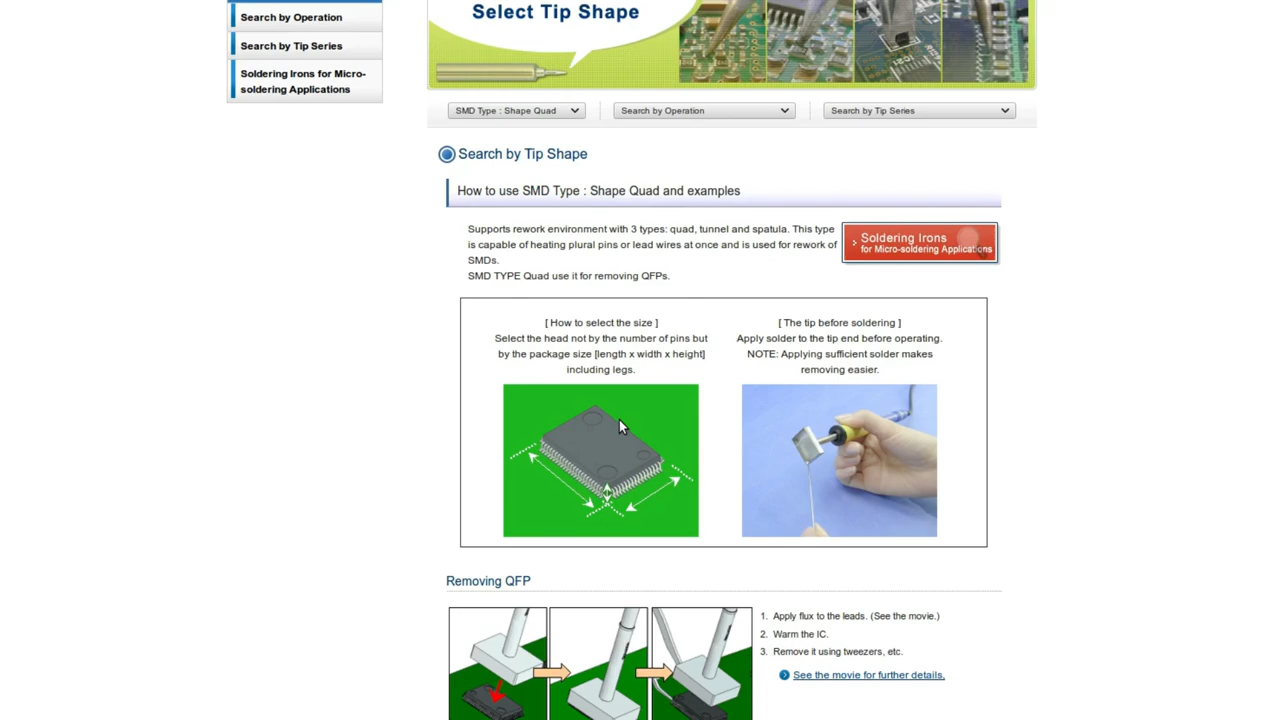 Select Tip Shape
Search by Operation
Search by Tip Series
Soldering Irons for Micro-
soldering Applications
SMD Type : Shape Quad
Search by Operation
Search by Tip Series
Search by Tip Shape
How to use SMD Type : Shape Quad and examples
Supports rework environment with 3 types: quad, tunnel and spatula. This type
is capable of heating plural pins or lead wires at once and is used for rework of
SMDs.
SMD TYPE Quad use it for removing QFPs.
Soldering Irons
for Micro-soldering Applications
[ How to select the size ]
Select the head not by the number of pins but
by the package size [length x width x height]
including legs.
[ The tip before soldering ]
Apply solder to the tip end before operating.
NOTE: Applying sufficient solder makes
removing easier.
Removing QFP
1. Apply flux to the leads. (See the movie.)
2. Warm the IC.
3. Remove it using tweezers, etc.
See the movie for further details.